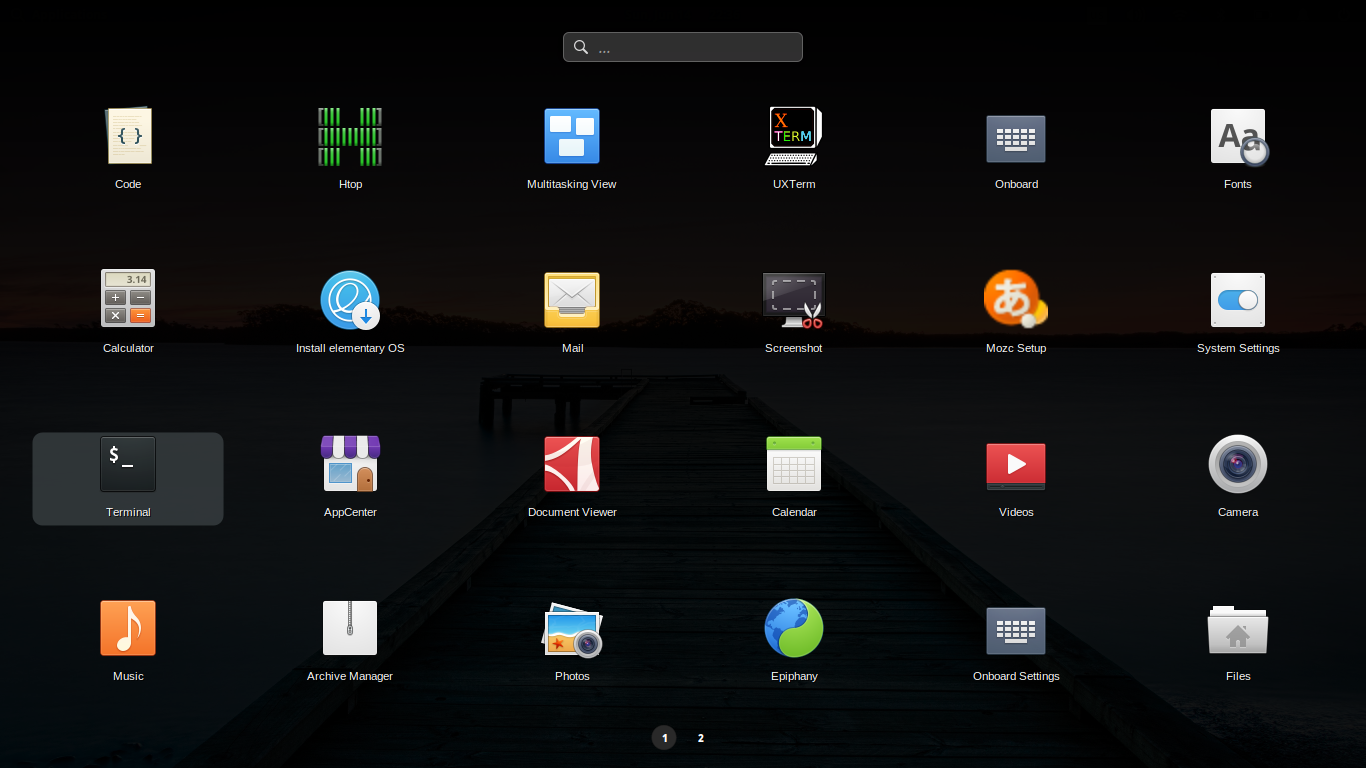 ...
Code
Htop
Multitasking View
X
TERM
UXTerm
Onboard
Aa
Fonts
3.14
Calculator
Install elementary OS
Mail
Screenshot
あ
Mozc Setup
System Settings
$_
Terminal
AppCenter
Document Viewer
Calendar
Videos
Camera
Music
Archive Manager
Photos
Epiphany
Onboard Settings
Files
1 2